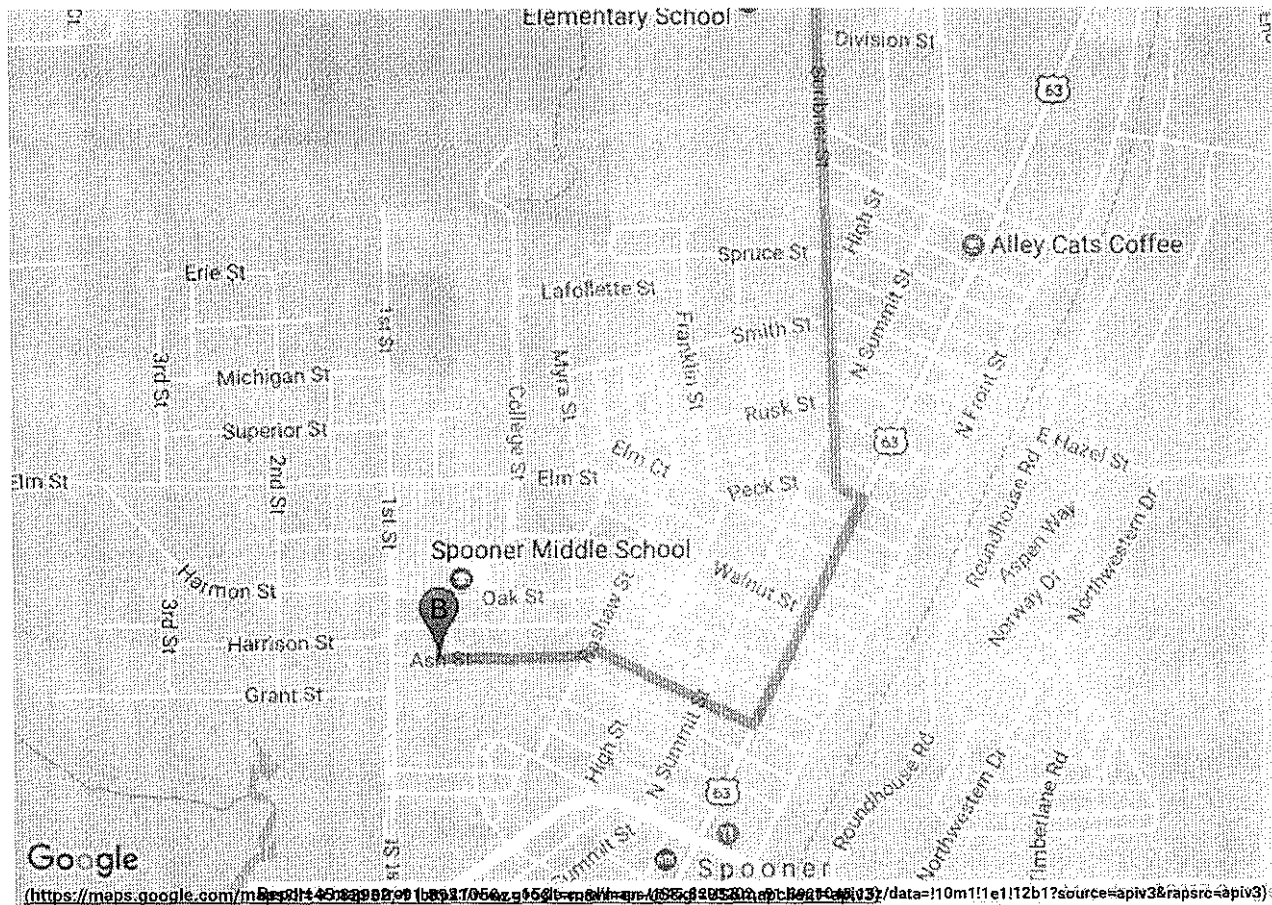 Elementary School
Division St
63
Scribner St
High St
Alley Cats Coffee
Spruce St
Erie St
Lafollette St
N Summit St
1st St
Smith St
Franklin St
Myra St
3rd St
Michigan St
N Front St
College St
Rusk St
Superior St
63
E Hazel St
Elm Ct
Elm St
2nd St
Elm St
Peck St
Roundhouse Rd
1st St
Aspen Way
Northwestern Dr
Spooner Middle School
Walnut St
Harmon St
Oak St
Norway Dr
B
3rd St
Harrison St
Ash St
Grant St
High St
N Summit St
63
Roundhouse Rd
Northwestern Dr
Timberlane Rd
Summit St
Spooner
Google